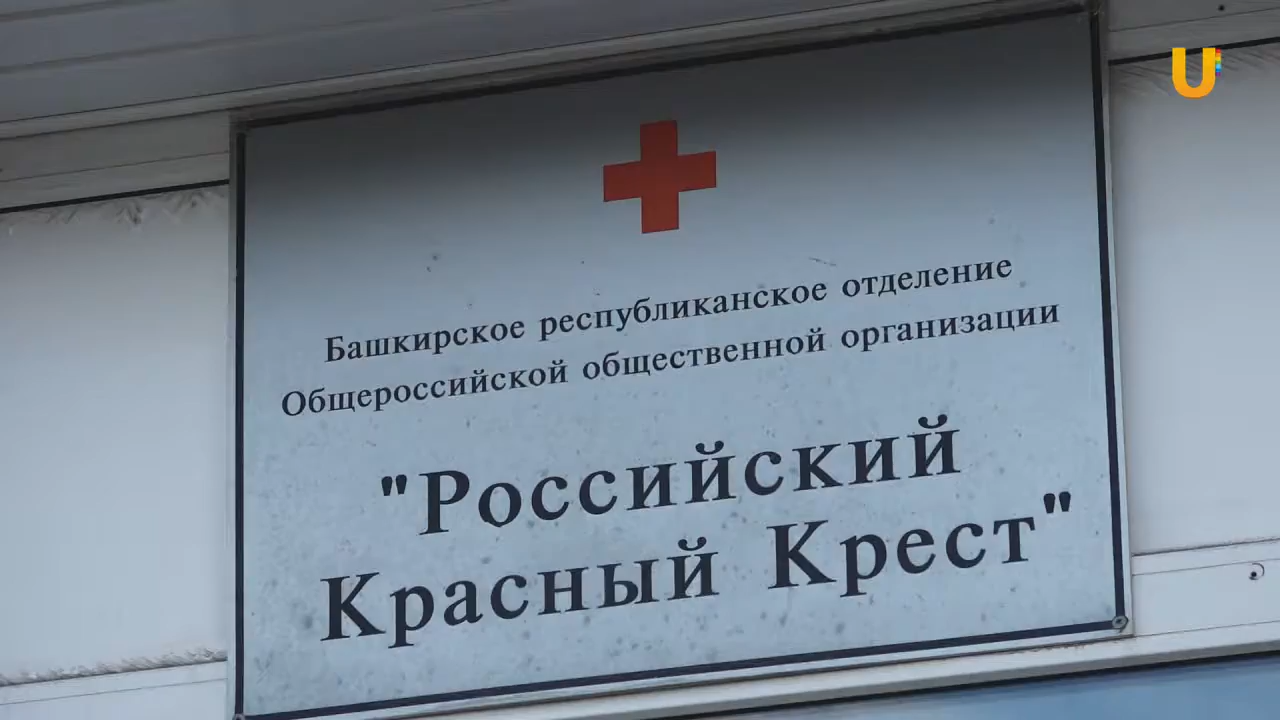 U
Башкирское республиканское отделение
Общероссийской общественной организации
"Российский
Красный Крест"